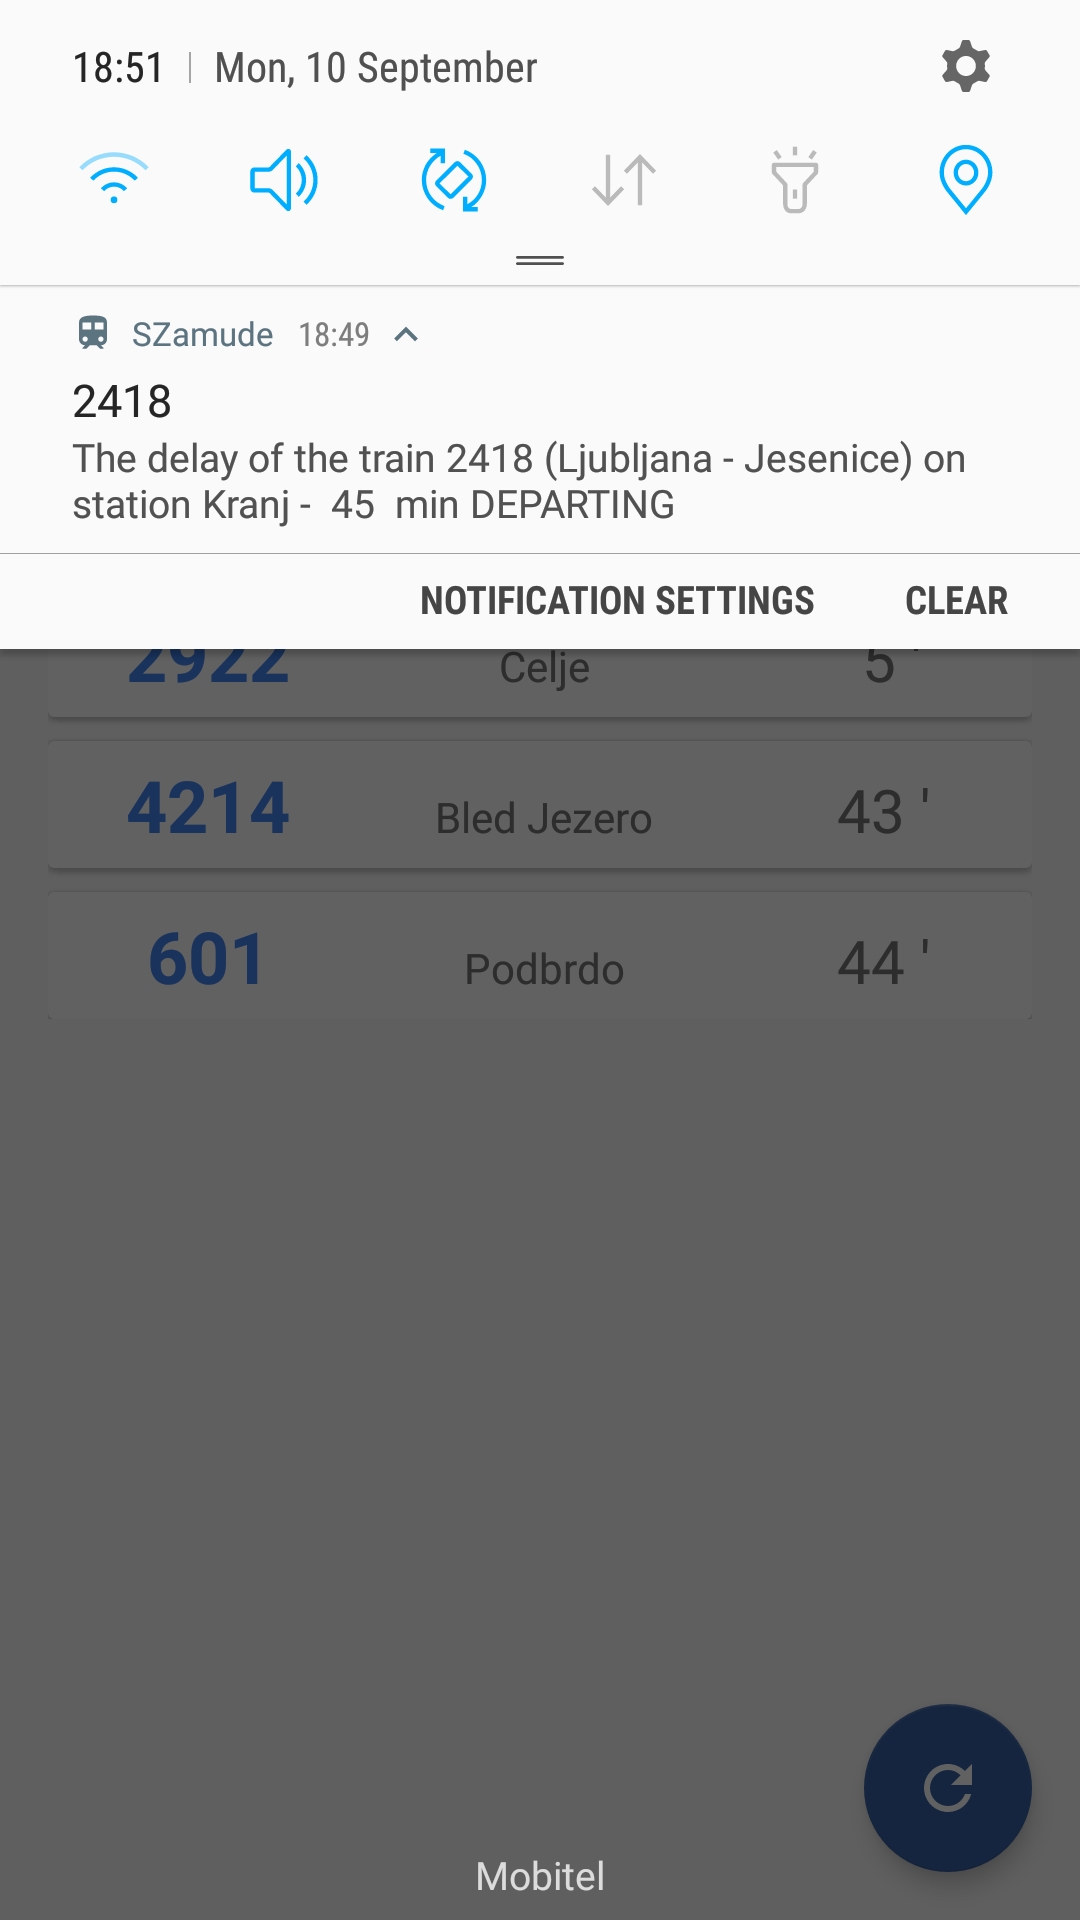 18:51 | Mon, 10 September
SZamude 18:49
2418
The delay of the train 2418 (Ljubljana - Jesenice) on
station Kranj -  45  min DEPARTING
NOTIFICATION SETTINGS CLEAR
2922 Celje 5 '
4214 Bled Jezero 43 '
601 Podbrdo 44 '
Mobitel